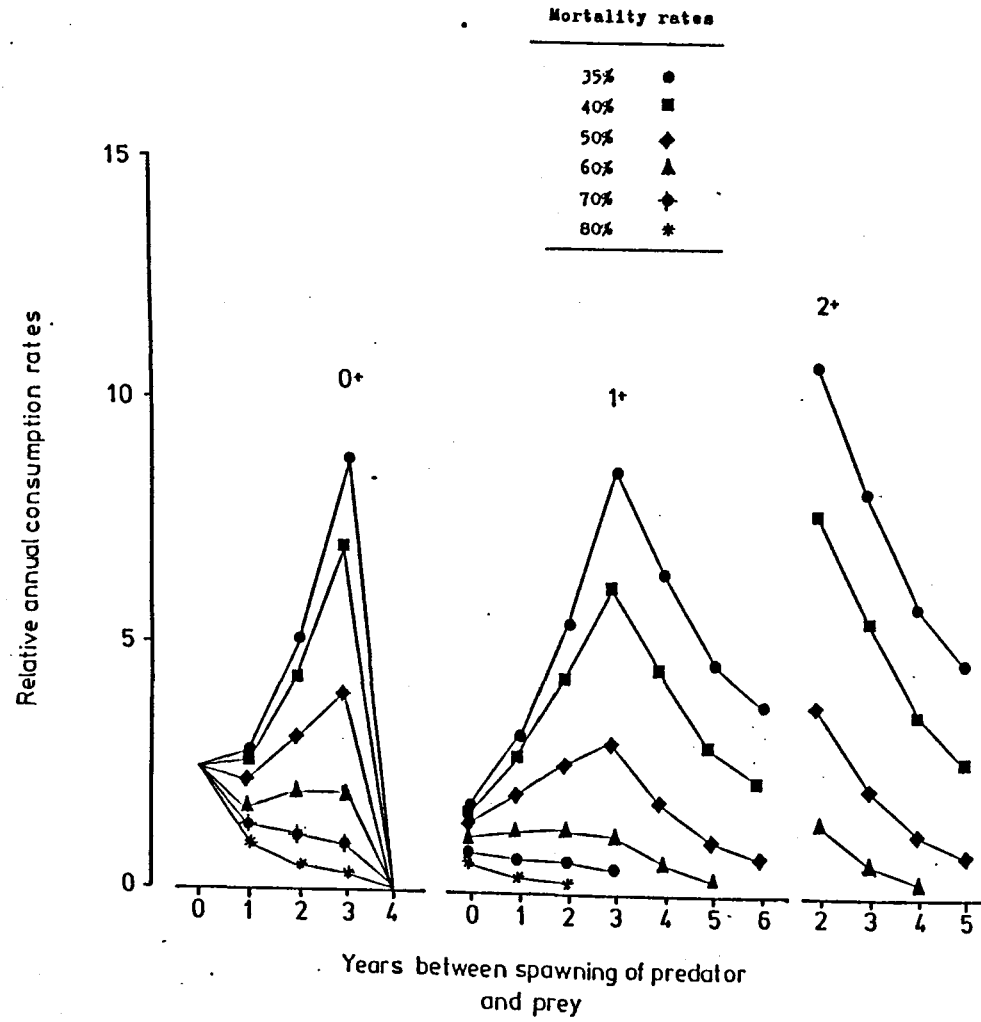 Mortality rates
35%
40%
50%
60%
70%
80%
15
10
5
0
Relative annual consumption rates
0+
1+
2+
0 1 2 3 4
0 1 2 3 4 5 6
2 3 4 5
Years between spawning of predator
and prey